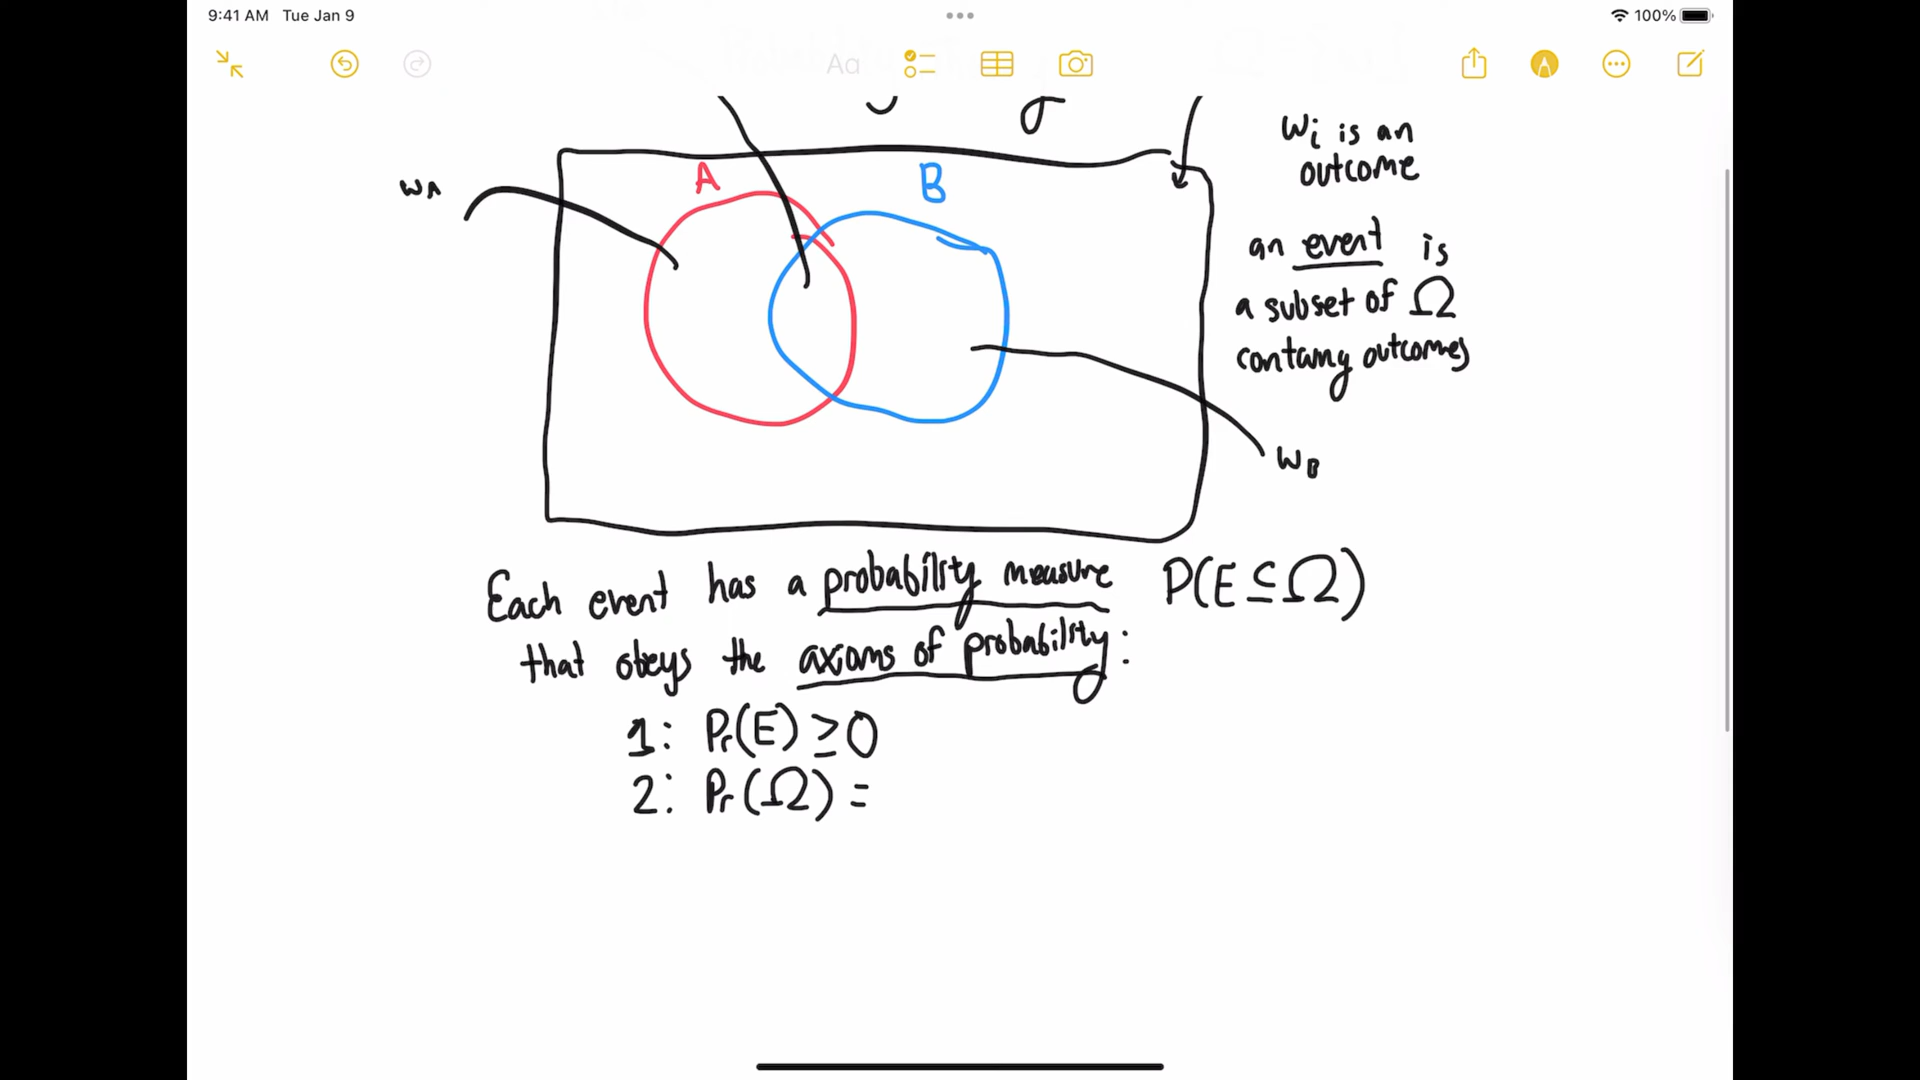 9:41 AM Tue Jan 9
100%
Aa
wi is an
outcome
A
B
wA
an event is
a subset of Ω
contamy outcomes
wB
Each event has a probability measure P(E ⊆ Ω)
that obeys the axioms of probability:
1: Pr(E) ≥ 0
2: Pr(Ω) =